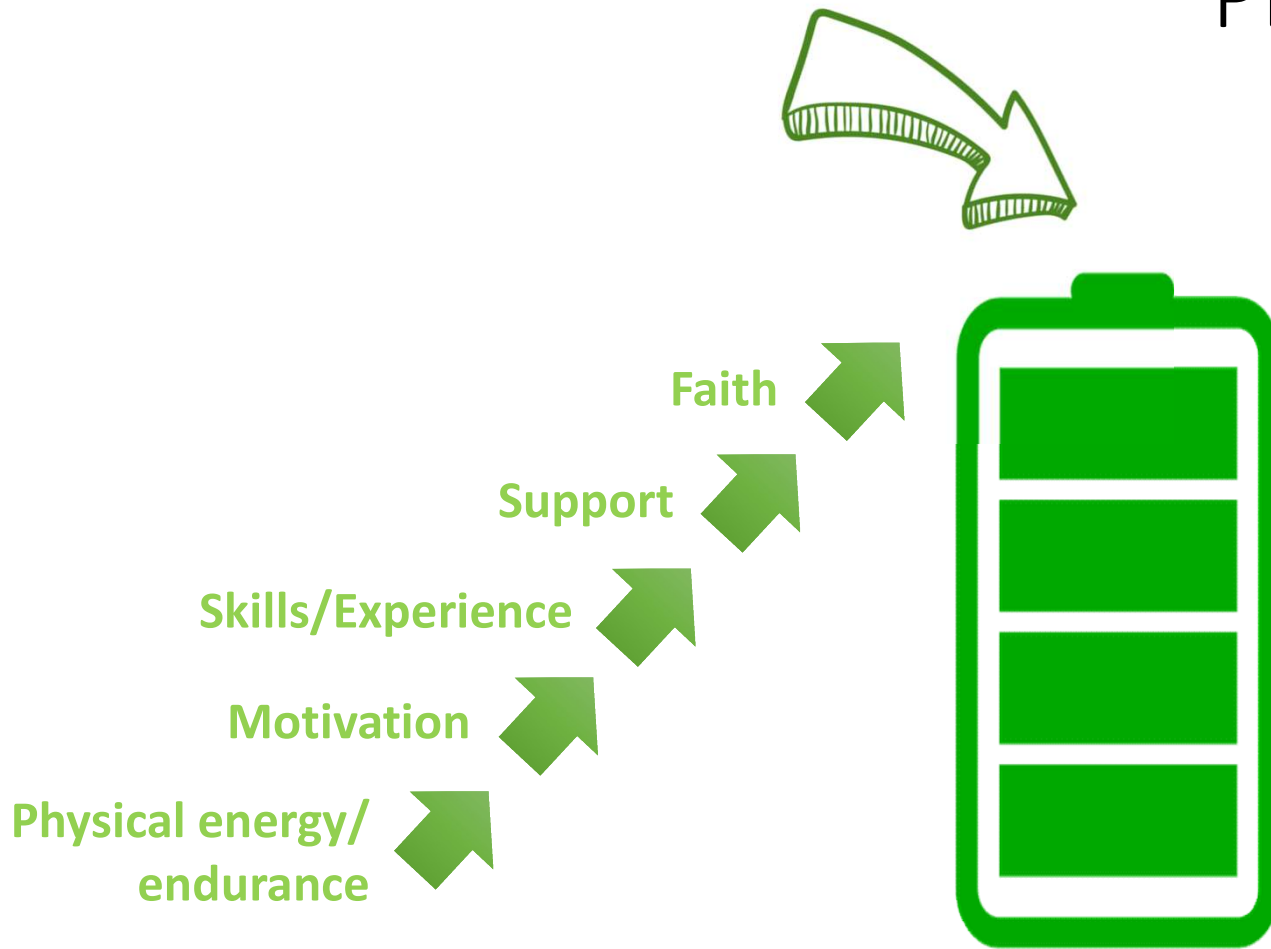 Faith
Support
Skills/Experience
Motivation
Physical energy/
endurance